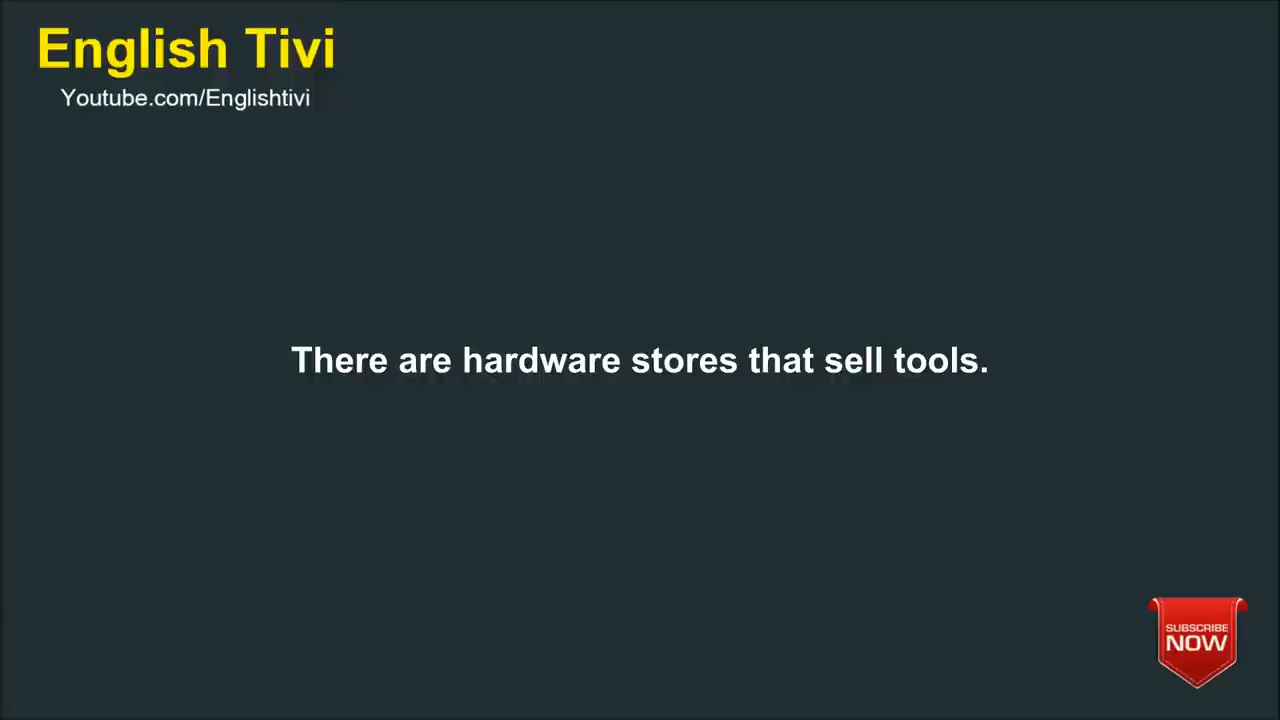 English Tivi
Youtube.com/Englishtivi
There are hardware stores that sell tools.
SUBSCRIBE
NOW